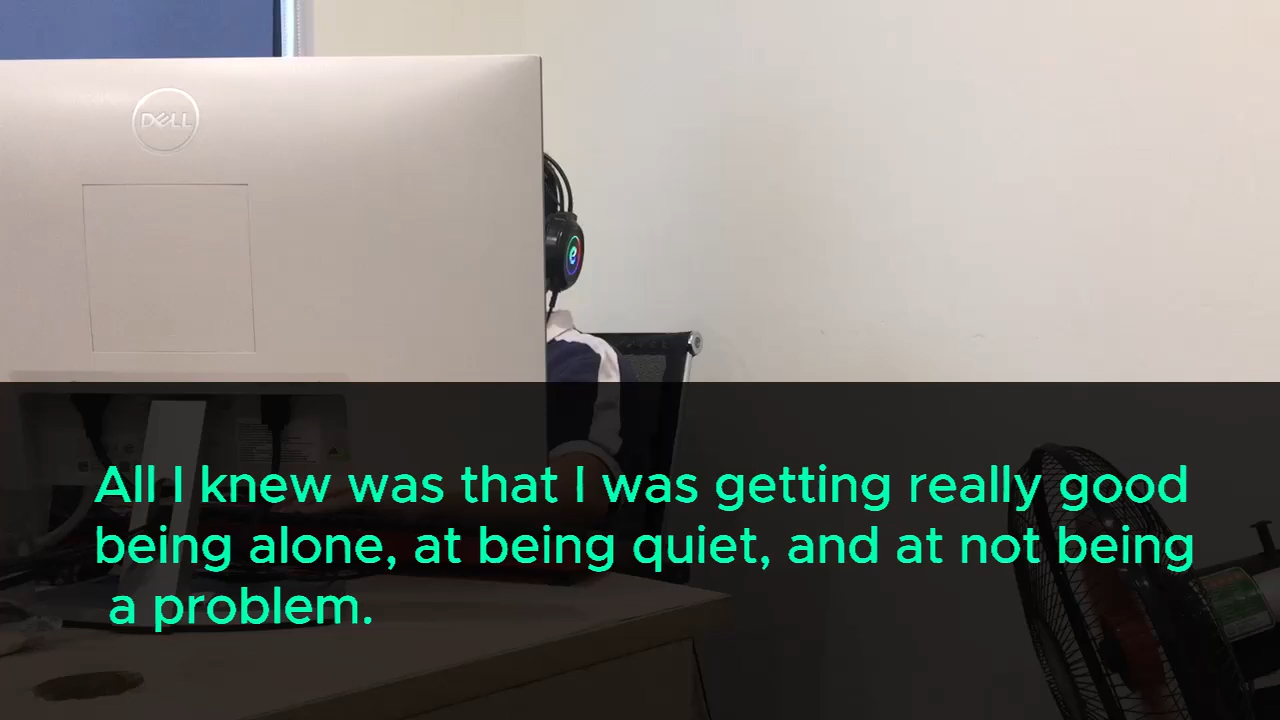 DELL
e
All I knew was that I was getting really good
being alone, at being quiet, and at not being
a problem.